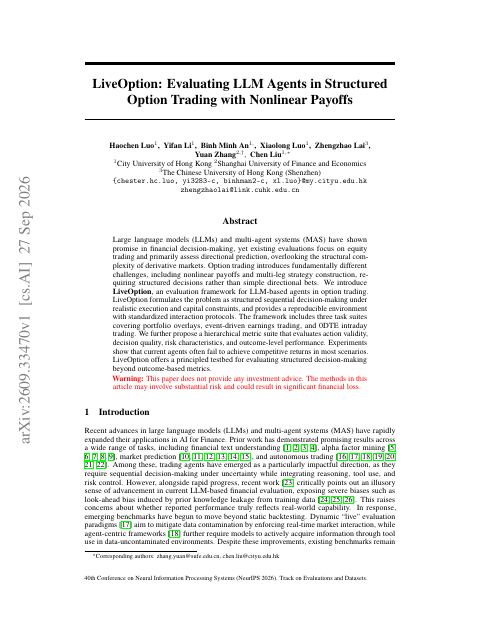 LiveOption: Evaluating LLM Agents in Structured
Option Trading with Nonlinear Payoffs
Haochen Luo¹, Yifan Li¹, Binh Minh An¹, Xiaolong Luo¹, Zhengzhao Lai³,
Yuan Zhang²,†, Chen Liu¹,*
¹City University of Hong Kong ²Shanghai University of Finance and Economics
³The Chinese University of Hong Kong (Shenzhen)
{chester.hc.luo, yi3283-c, binhman2-c, xl.luo}@my.cityu.edu.hk
zhengzhaolai@link.cuhk.edu.cn
Abstract
Large language models (LLMs) and multi-agent systems (MAS) have shown
promise in financial decision-making, yet existing evaluations focus on equity
trading and primarily assess directional prediction, overlooking the structural com-
plexity of derivative markets. Option trading introduces fundamentally different
challenges, including nonlinear payoffs and multi-leg strategy construction, re-
quiring structured decisions rather than simple directional bets. We introduce
LiveOption, an evaluation framework for LLM-based agents in option trading.
LiveOption formulates the problem as structured sequential decision-making under
realistic execution and capital constraints, and provides a reproducible environment
with standardized interaction protocols. The framework includes three task suites
covering portfolio overlays, event-driven earnings trading, and 0DTE intraday
trading. We further propose a hierarchical metric suite that evaluates action validity,
decision quality, risk characteristics, and outcome-level performance. Experiments
show that current agents often fail to achieve competitive returns in most scenarios.
LiveOption offers a principled testbed for evaluating structured decision-making
beyond outcome-based metrics.
Warning: This paper does not provide any investment advice. The methods in this
article may involve substantial risk and could result in significant financial loss.
1 Introduction
Recent advances in large language models (LLMs) and multi-agent systems (MAS) have rapidly
expanded their applications in AI for Finance. Prior work has demonstrated promising results across
a wide range of tasks, including financial text understanding [1, 2, 3, 4], alpha factor mining [5,
6, 7, 8, 9], market prediction [10, 11, 12, 13, 14, 15], and autonomous trading [16, 17, 18, 19, 20,
21, 22]. Among these, trading agents have emerged as a particularly impactful direction, as they
require sequential decision-making under uncertainty while integrating reasoning, tool use, and
risk control. However, alongside rapid progress, recent work [23] critically points out an illusory
sense of advancement in current LLM-based financial evaluation, exposing severe biases such as
look-ahead bias induced by prior knowledge leakage from training data [24, 25, 26]. This raises
concerns about whether reported performance truly reflects real-world capability. In response,
emerging benchmarks have begun to move beyond static backtesting. Dynamic “live” evaluation
paradigms [17] aim to mitigate data contamination by enforcing real-time market interaction, while
agent-centric frameworks [18] further require models to actively acquire information through tool
use in data-uncontaminated environments. Despite these improvements, existing benchmarks remain
*Corresponding authors: zhang.yuan@sufe.edu.cn, chen.liu@cityu.edu.hk
40th Conference on Neural Information Processing Systems (NeurIPS 2026). Track on Evaluations and Datasets.
arXiv:2609.33470v1 [cs.AI] 27 Sep 2026